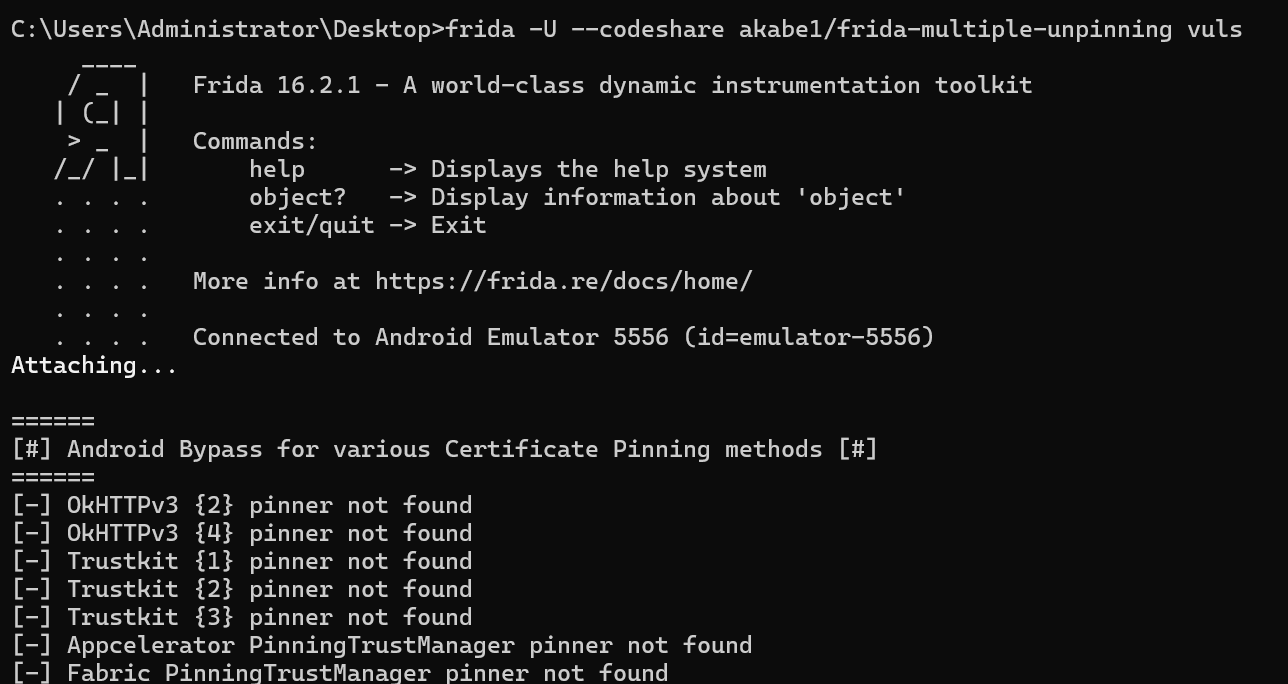 C:\Users\Administrator\Desktop>frida -U --codeshare akabe1/frida-multiple-unpinning vuls
     ____
    / _  |   Frida 16.2.1 - A world-class dynamic instrumentation toolkit
   | (_| |
    > _  |   Commands:
   /_/ |_|       help      -> Displays the help system
   . . . .       object?   -> Display information about 'object'
   . . . .       exit/quit -> Exit
   . . . .
   . . . .   More info at https://frida.re/docs/home/
   . . . .
   . . . .   Connected to Android Emulator 5556 (id=emulator-5556)
Attaching...

======
[#] Android Bypass for various Certificate Pinning methods [#]
======
[-] OkHTTPv3 {2} pinner not found
[-] OkHTTPv3 {4} pinner not found
[-] Trustkit {1} pinner not found
[-] Trustkit {2} pinner not found
[-] Trustkit {3} pinner not found
[-] Appcelerator PinningTrustManager pinner not found
[-] Fabric PinningTrustManager pinner not found